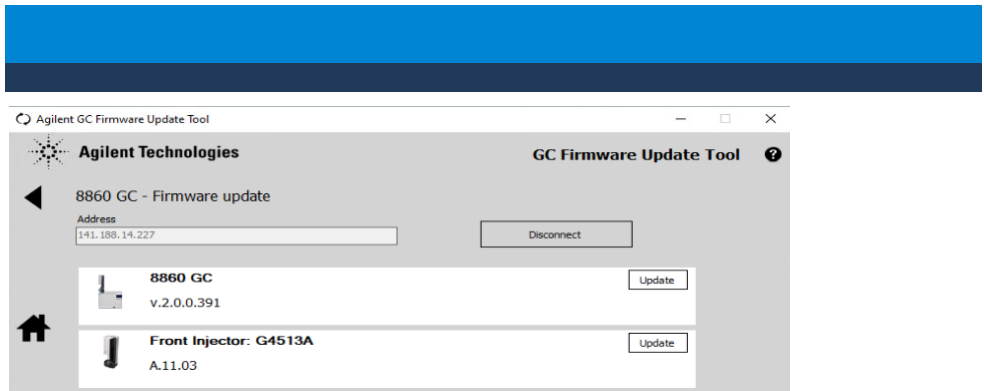 Agilent GC Firmware Update Tool
Agilent Technologies
GC Firmware Update Tool
8860 GC - Firmware update
Address
141.188.14.227
Disconnect
8860 GC
Update
v.2.0.0.391
Front Injector: G4513A
Update
A.11.03